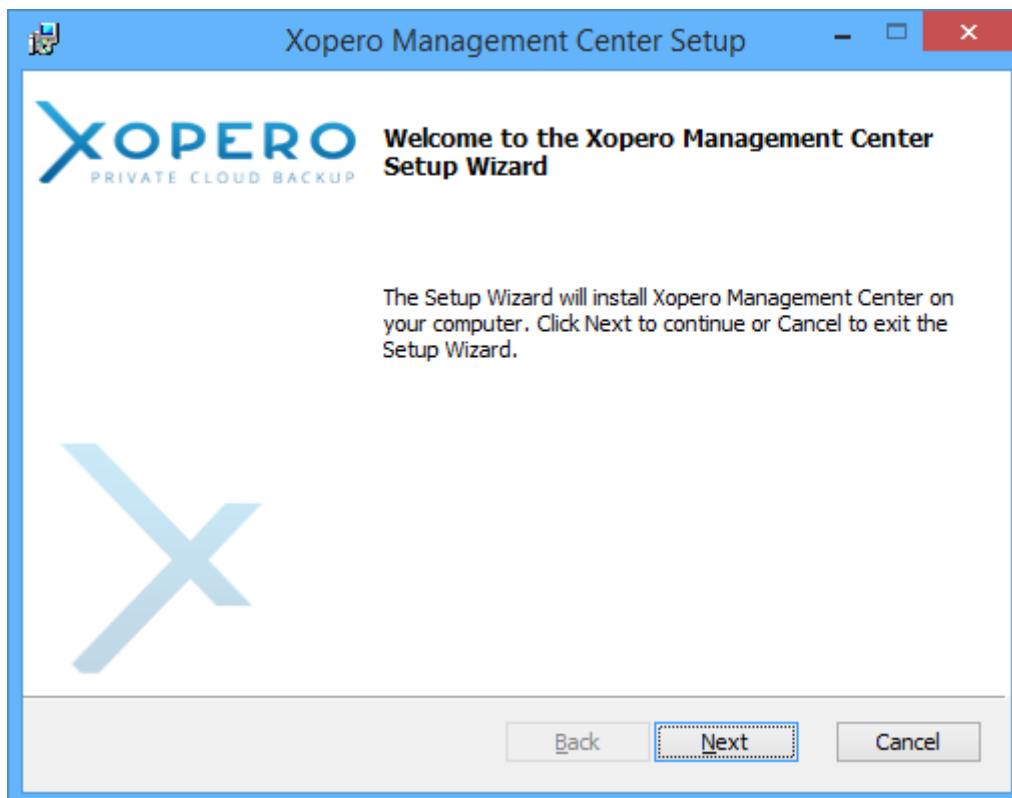 Xopero Management Center Setup
XOPERO
PRIVATE CLOUD BACKUP
Welcome to the Xopero Management Center
Setup Wizard
The Setup Wizard will install Xopero Management Center on
your computer. Click Next to continue or Cancel to exit the
Setup Wizard.
Back Next Cancel